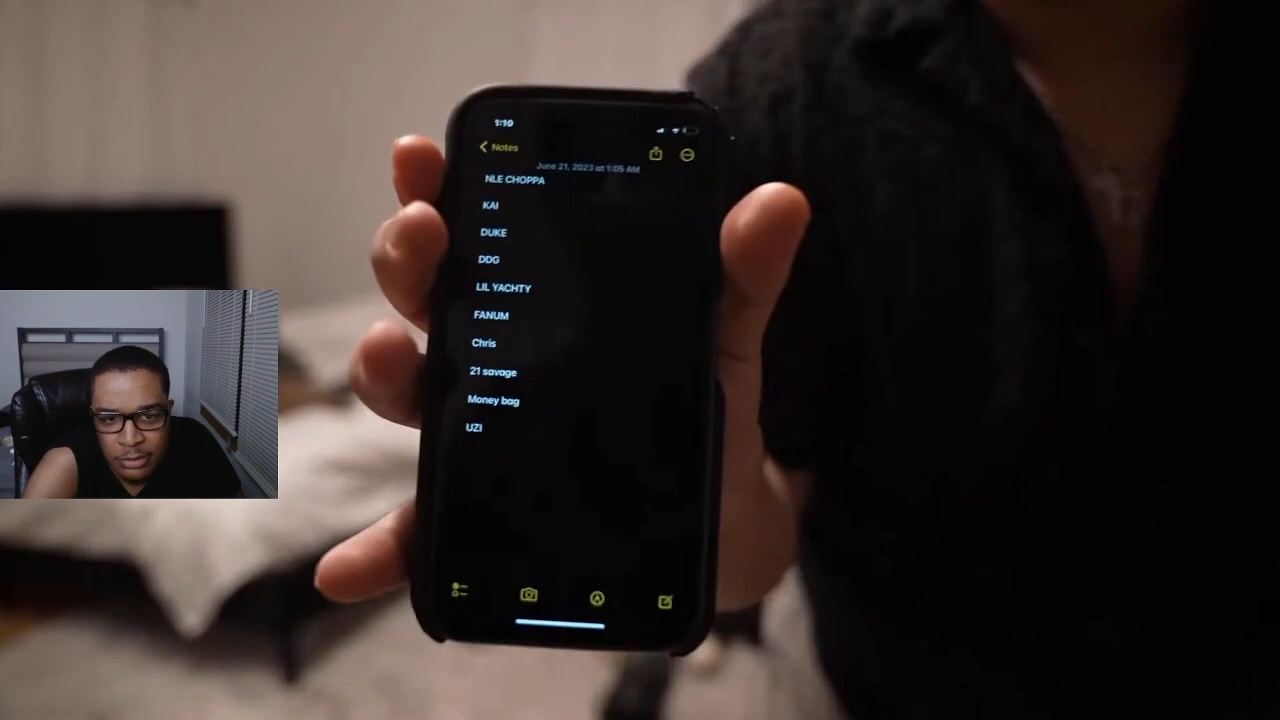 1:10
Notes
June 21, 2023 at 1:05 AM
NLE CHOPPA
KAI
DUKE
DDG
LIL YACHTY
FANUM
Chris
21 savage
Money bag
UZI